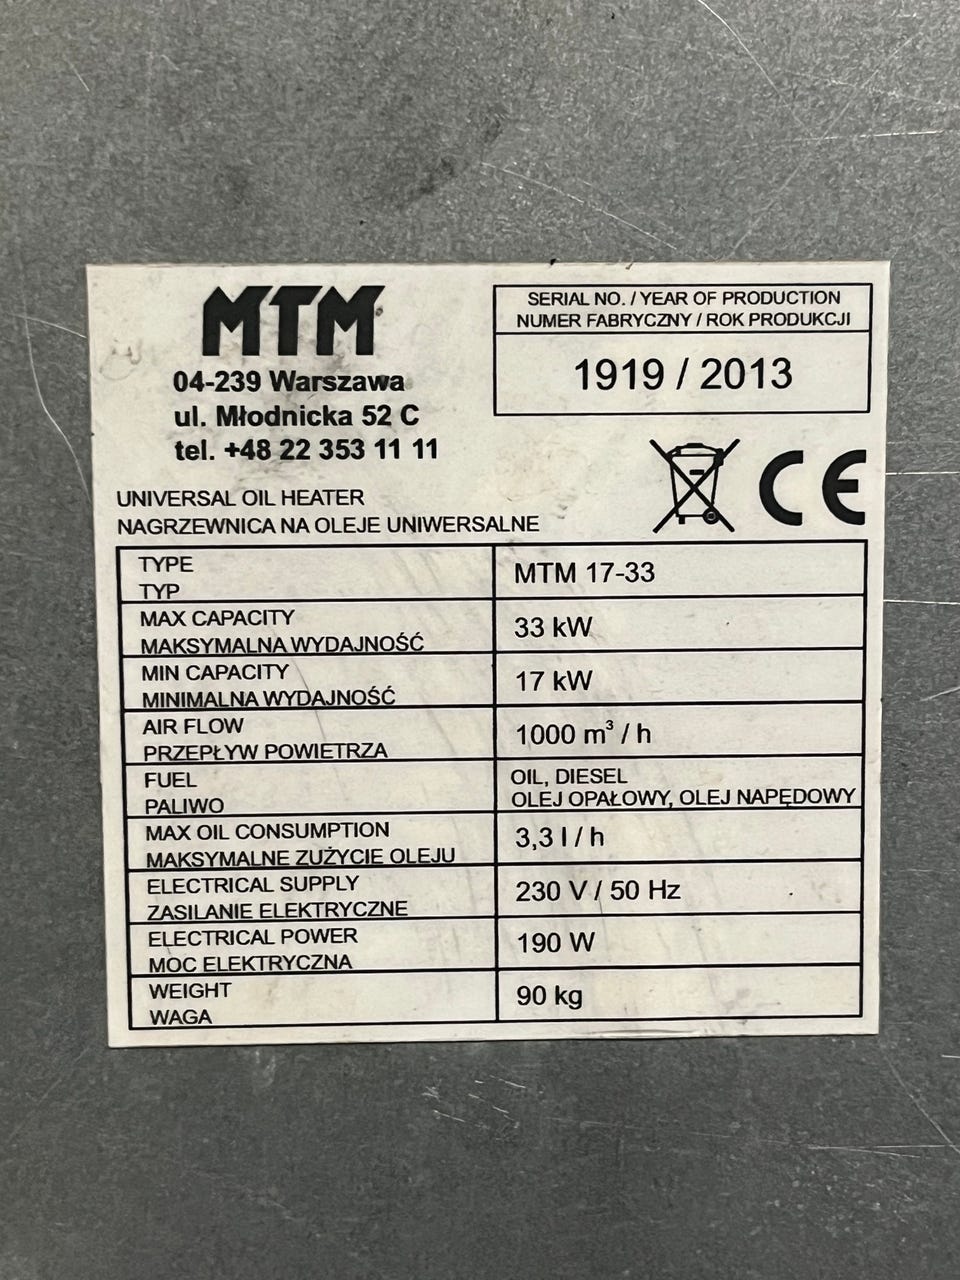 MTM
04-239 Warszawa
ul. Młodnicka 52 C
tel. +48 22 353 11 11
SERIAL NO. / YEAR OF PRODUCTION
NUMER FABRYCZNY / ROK PRODUKCJI
1919 / 2013
CE
UNIVERSAL OIL HEATER
NAGRZEWNICA NA OLEJE UNIWERSALNE
TYPE
TYP
MTM 17-33
MAX CAPACITY
MAKSYMALNA WYDAJNOŚĆ
33 kW
MIN CAPACITY
MINIMALNA WYDAJNOŚĆ
17 kW
AIR FLOW
PRZEPŁYW POWIETRZA
1000 m³ / h
FUEL
PALIWO
OIL, DIESEL
OLEJ OPAŁOWY, OLEJ NAPĘDOWY
MAX OIL CONSUMPTION
MAKSYMALNE ZUŻYCIE OLEJU
3,3 l / h
ELECTRICAL SUPPLY
ZASILANIE ELEKTRYCZNE
230 V / 50 Hz
ELECTRICAL POWER
MOC ELEKTRYCZNA
190 W
WEIGHT
WAGA
90 kg